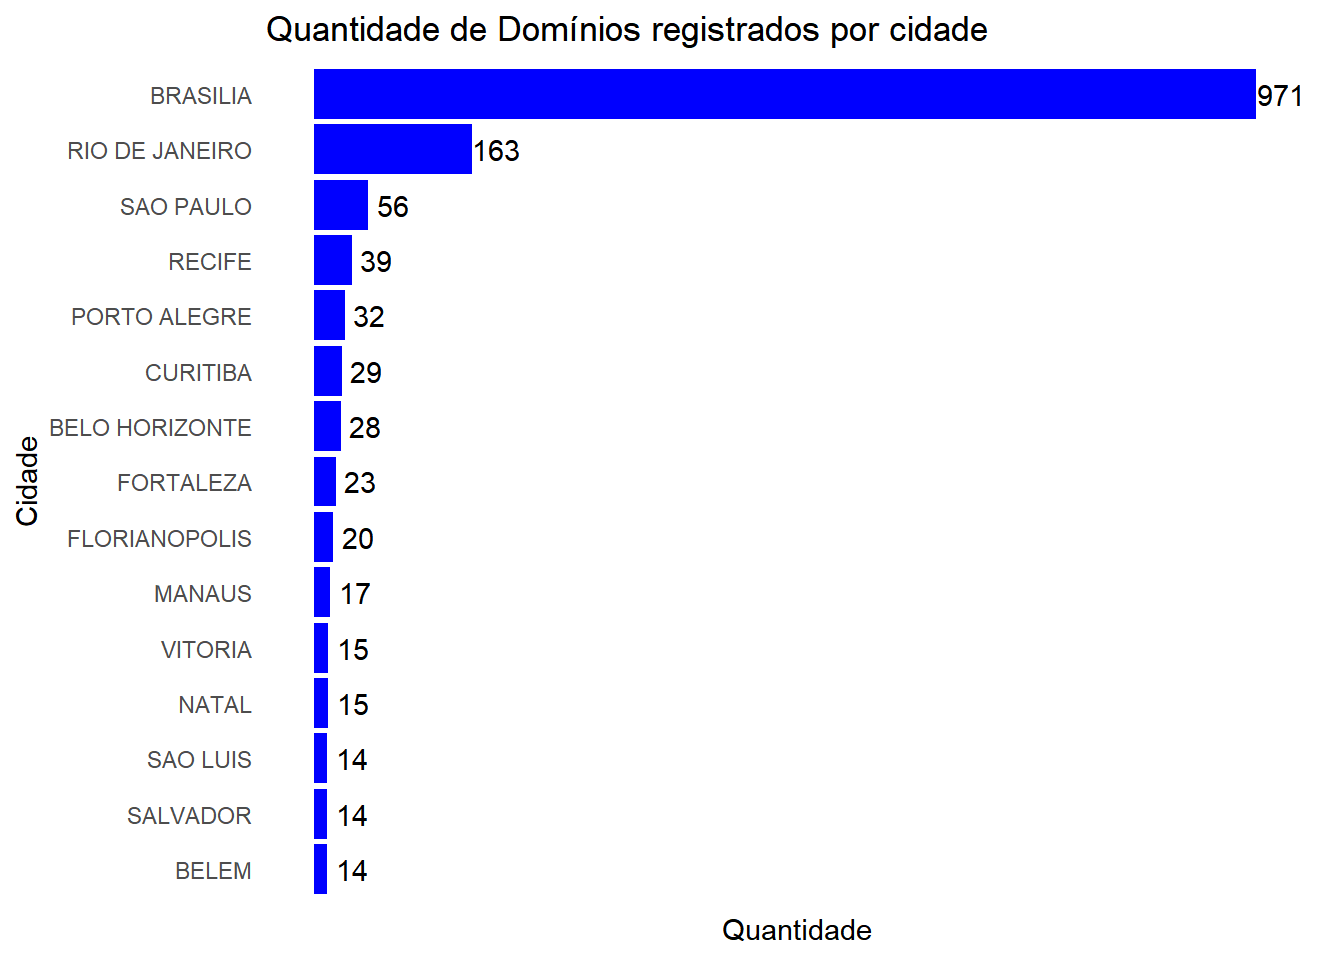 Quantidade de Domínios registrados por cidade
BRASILIA 971
RIO DE JANEIRO 163
SAO PAULO 56
RECIFE 39
PORTO ALEGRE 32
CURITIBA 29
BELO HORIZONTE 28
FORTALEZA 23
FLORIANOPOLIS 20
MANAUS 17
VITORIA 15
NATAL 15
SAO LUIS 14
SALVADOR 14
BELEM 14
Cidade
Quantidade